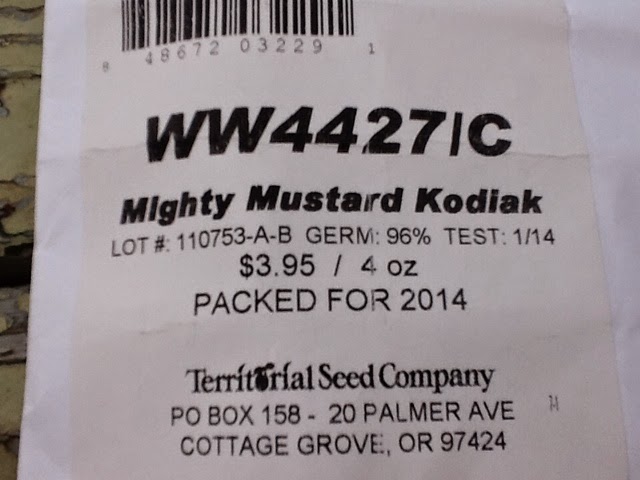 8 48672 03229 1
WW4427/C
Mighty Mustard Kodiak
LOT #: 110753-A-B GERM: 96% TEST: 1/14
$3.95 / 4 oz
PACKED FOR 2014
Territorial Seed Company
PO BOX 158 - 20 PALMER AVE
COTTAGE GROVE, OR 97424